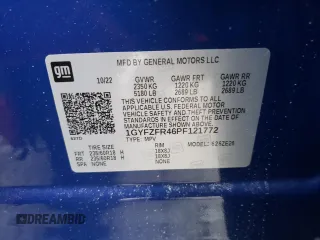 gm
MFD BY GENERAL MOTORS LLC
10/22 GVWR GAWR FRT GAWR RR
2350 KG 1220 KG 1220 KG
5180 LB 2689 LB 2689 LB
THIS VEHICLE CONFORMS TO ALL APPLICABLE
U.S. FEDERAL MOTOR
VEHICLE SAFETY
STANDARDS IN EFFECT ON THE DATE OF
MANUFACTURE SHOWN ABOVE.
1GYFZFR46PF121772
TYPE: MPV
TIRE SIZE RIM
FRT 235/60R18 H 18X8J
RR 235/60R18 H 18X8J
SPA NONE NONE
DREAMBID